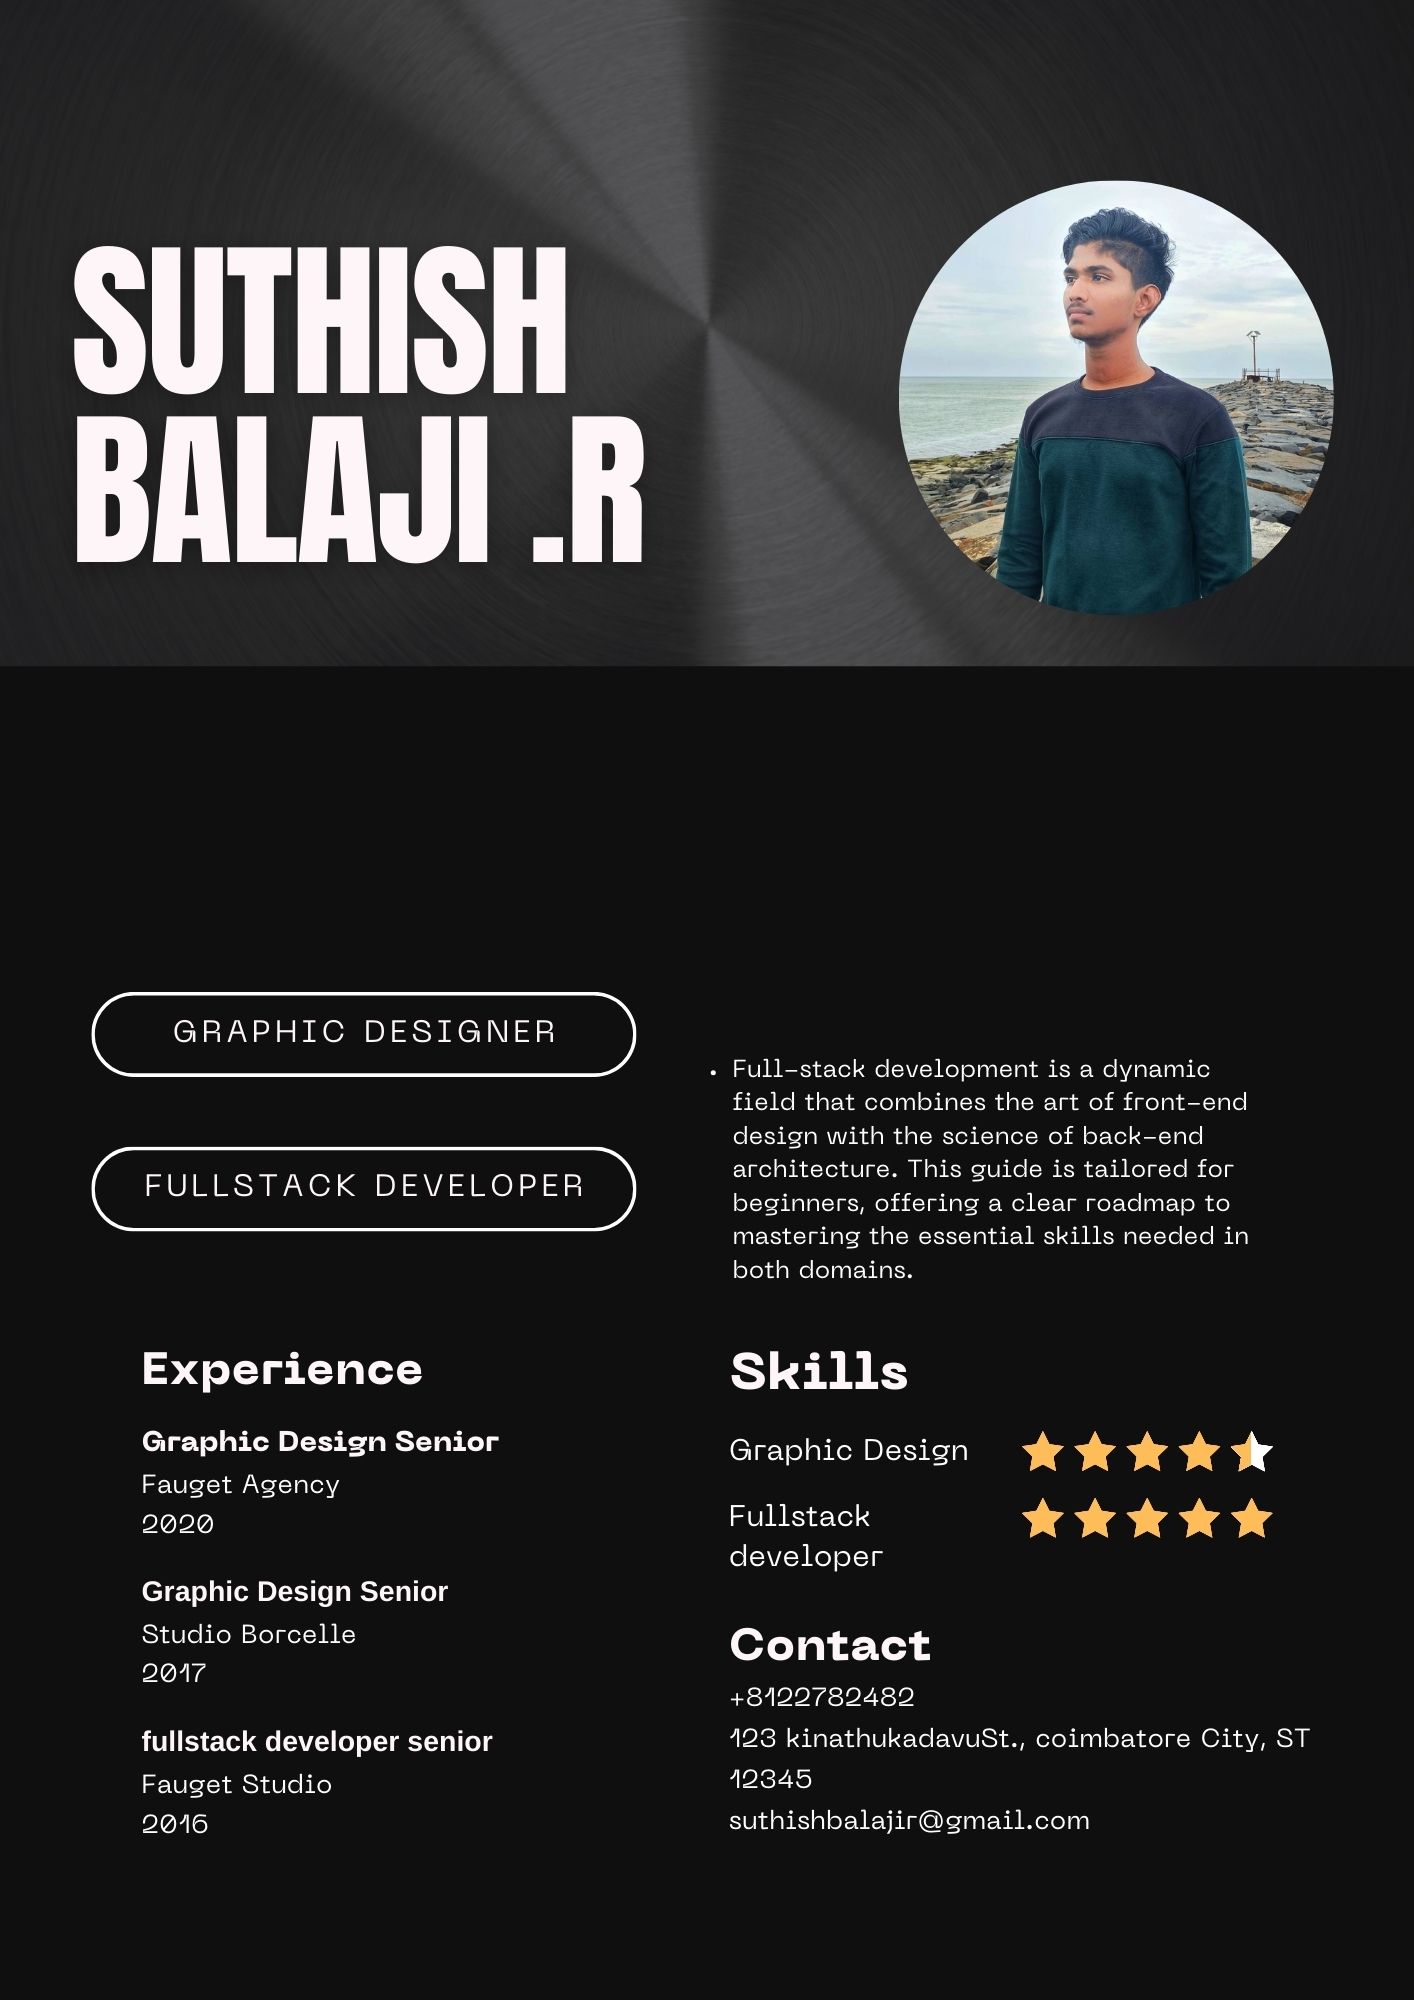 SUTHISH
BALAJI .R
GRAPHIC DESIGNER
FULLSTACK DEVELOPER
• Full-stack development is a dynamic
field that combines the art of front-end
design with the science of back-end
architecture. This guide is tailored for
beginners, offering a clear roadmap to
mastering the essential skills needed in
both domains.
Experience
Graphic Design Senior
Fauget Agency
2020
Graphic Design Senior
Studio Borcelle
2017
fullstack developer senior
Fauget Studio
2016
Skills
Graphic Design
Fullstack
developer
Contact
+8122782482
123 kinathukadavuSt., coimbatore City, ST
12345
suthishbalajir@gmail.com